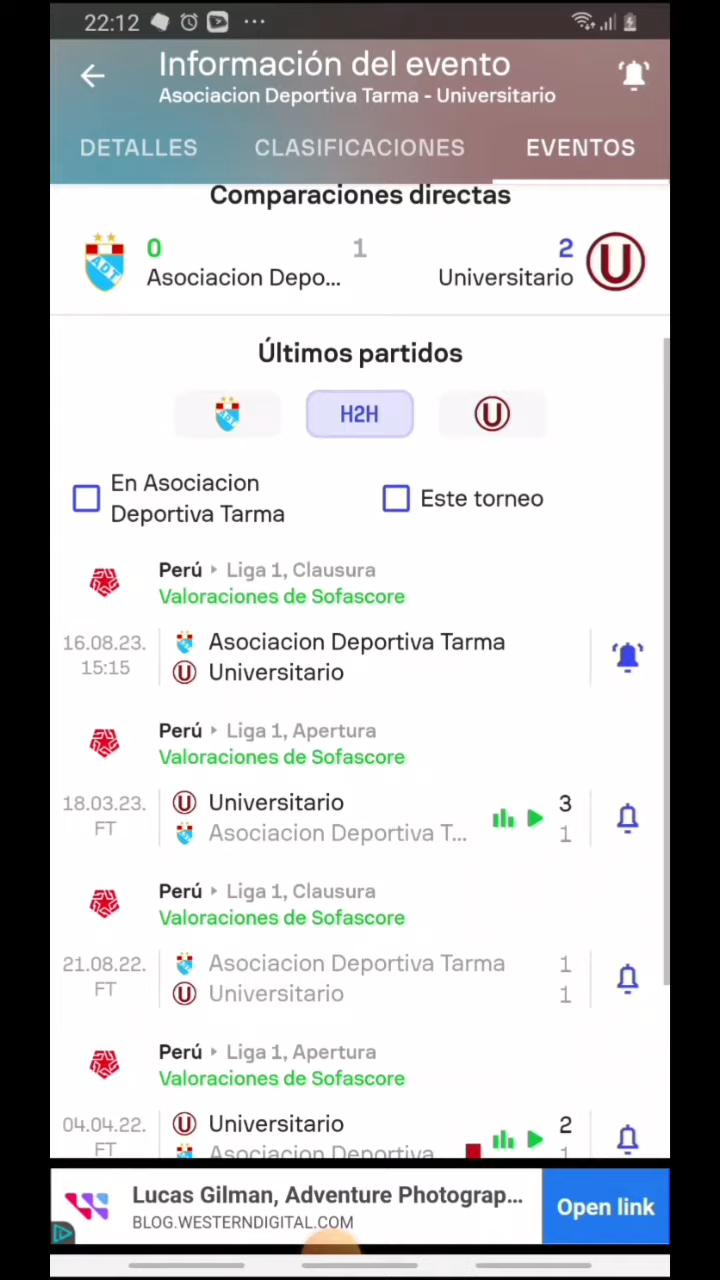 22:12
Información del evento
Asociacion Deportiva Tarma - Universitario
DETALLES CLASIFICACIONES EVENTOS
Comparaciones directas
0 1 2
Asociacion Depo... Universitario
ADT U
Últimos partidos
H2H U
En Asociacion
Deportiva Tarma
Este torneo
Perú Liga 1, Clausura
Valoraciones de Sofascore
16.08.23. Asociacion Deportiva Tarma
15:15 U Universitario
Perú Liga 1, Apertura
Valoraciones de Sofascore
18.03.23. U Universitario 3
FT Asociacion Deportiva T... 1
Perú Liga 1, Clausura
Valoraciones de Sofascore
21.08.22. Asociacion Deportiva Tarma 1
FT U Universitario 1
Perú Liga 1, Apertura
Valoraciones de Sofascore
04.04.22. U Universitario 2
FT Asociacion Deportiva 1
Lucas Gilman, Adventure Photograp...
BLOG.WESTERNDIGITAL.COM
Open link